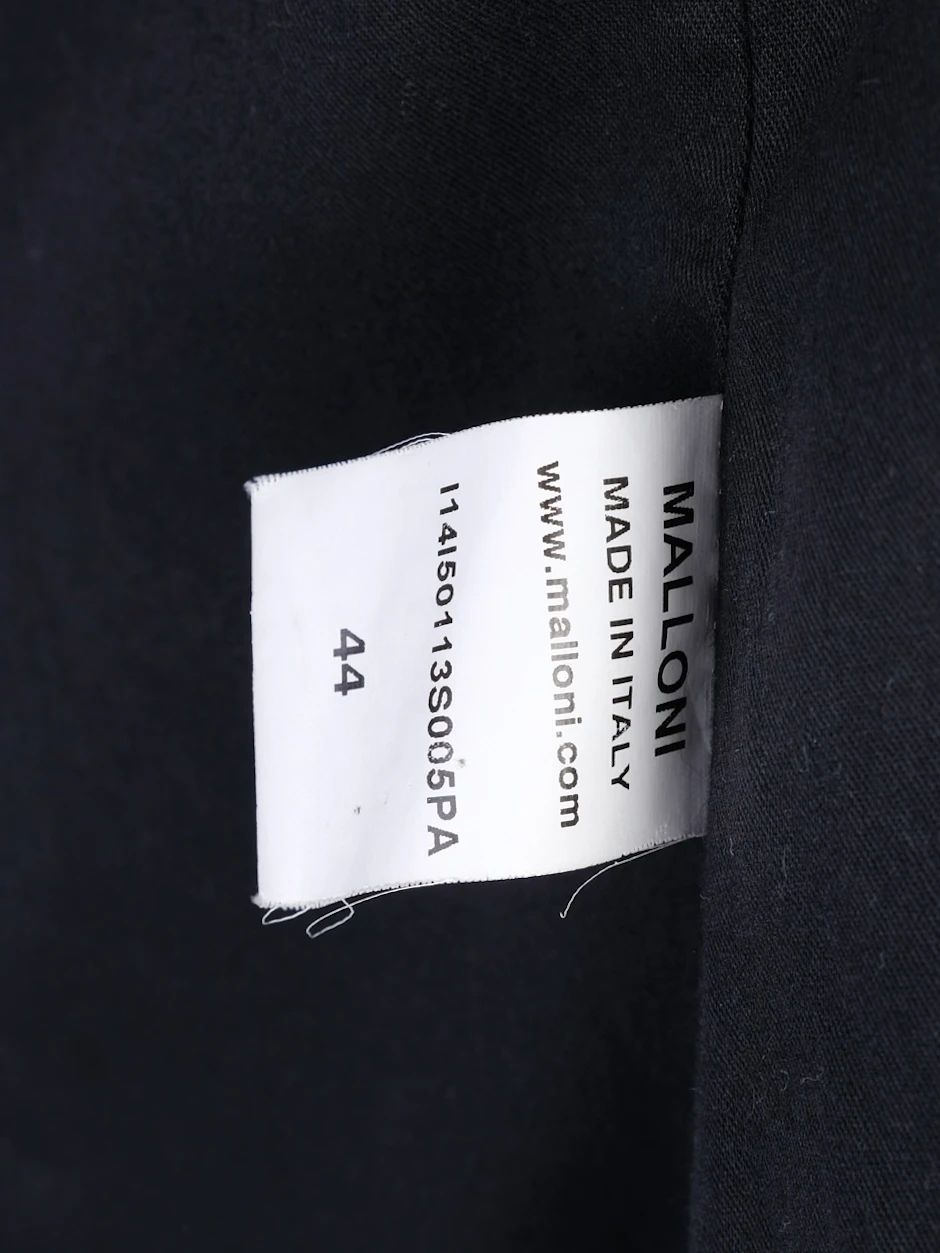 MALLONI
MADE IN ITALY
www.malloni.com
I14I50113S005PA
44